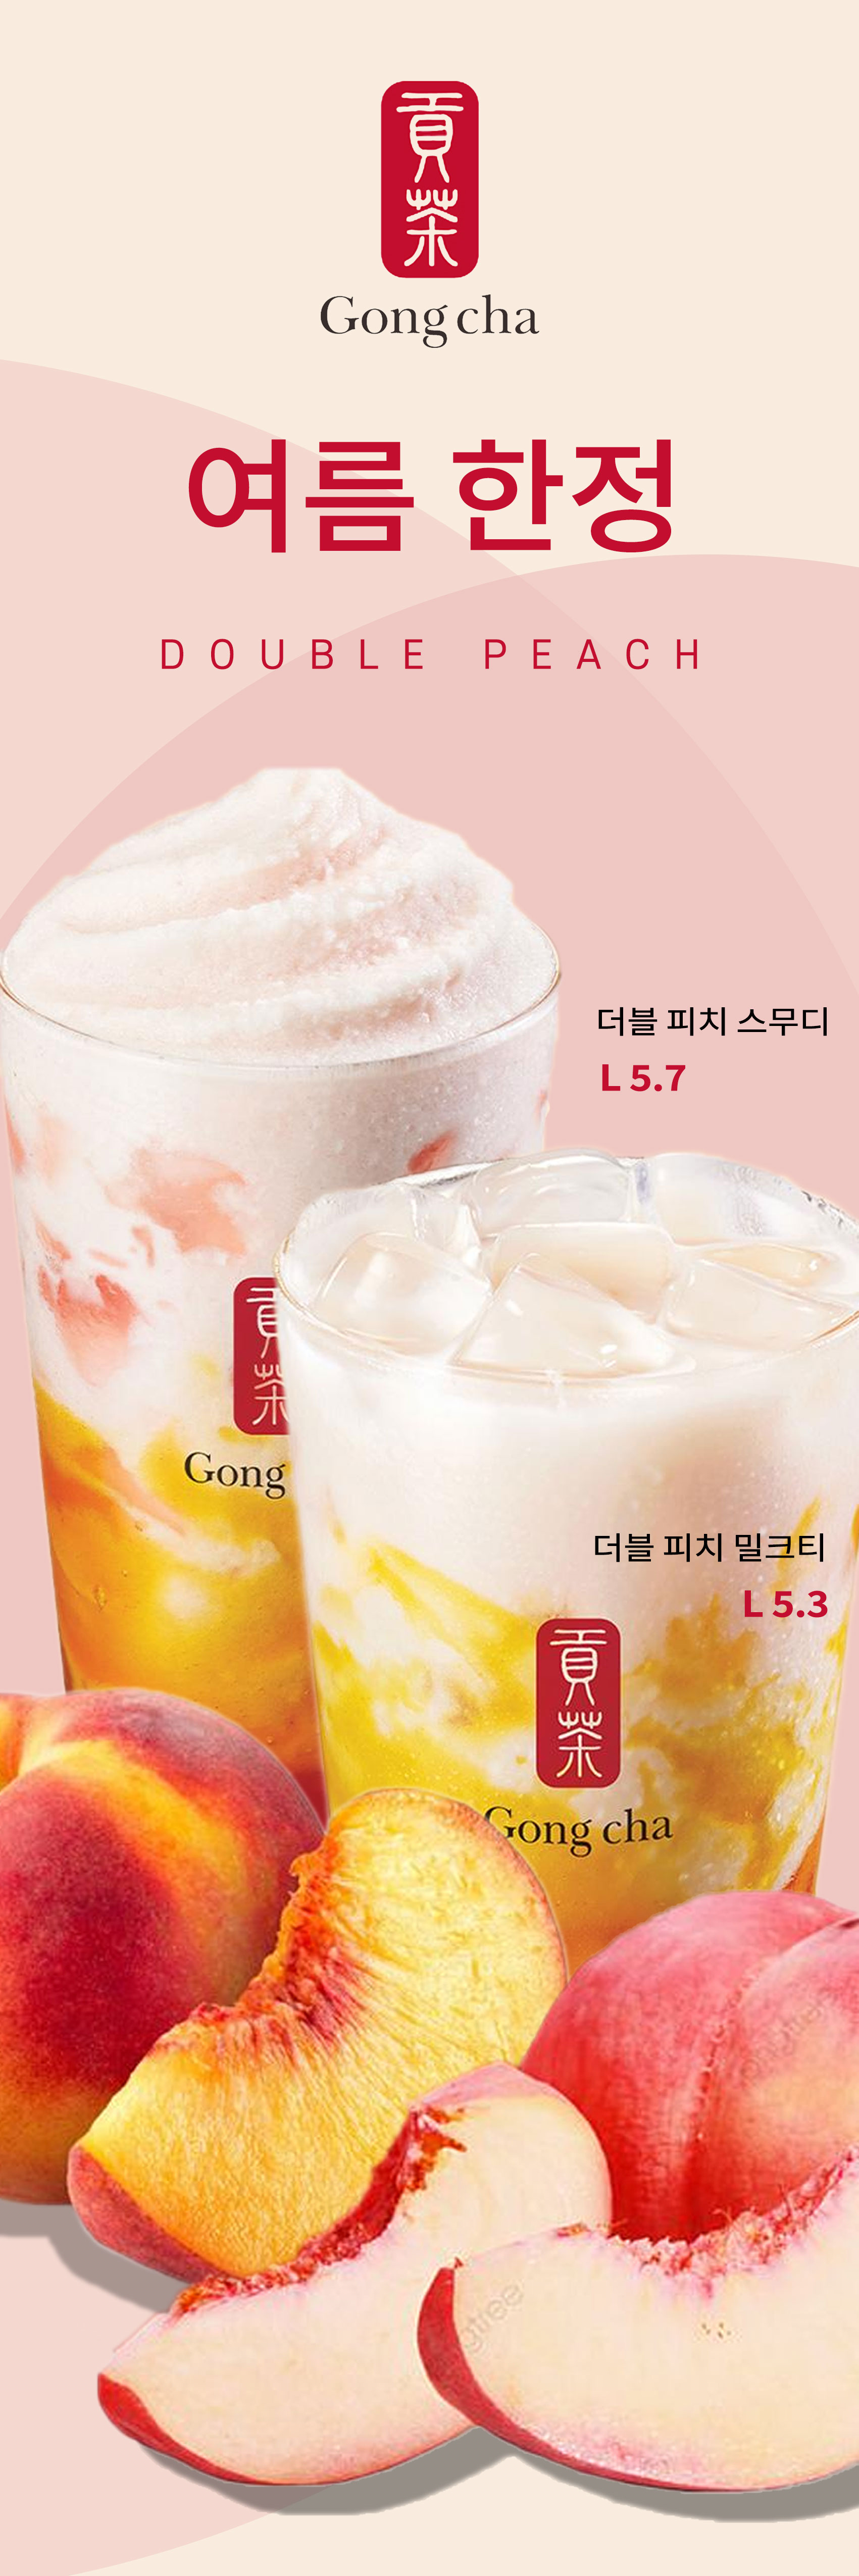 貢茶
Gong cha
여름 한정
DOUBLE PEACH
더블 피치 스무디
L 5.7
貢茶
Gong
더블 피치 밀크티
L 5.3
貢茶
Gong cha